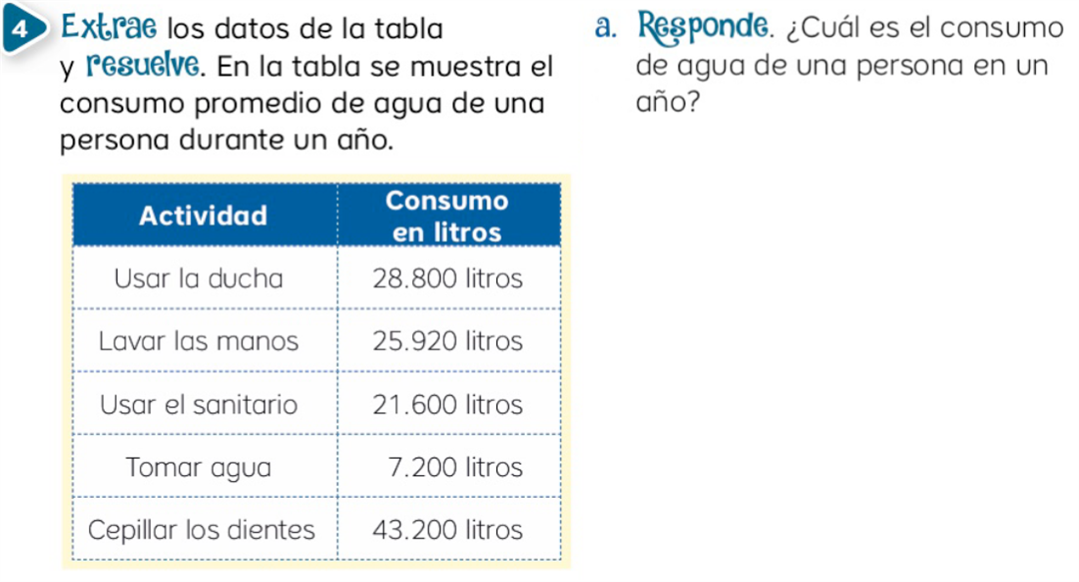 4 Extrae los datos de la tabla
y resuelve. En la tabla se muestra el
consumo promedio de agua de una
persona durante un año.
Actividad
Consumo
en litros
Usar la ducha 28.800 litros
Lavar las manos 25.920 litros
Usar el sanitario 21.600 litros
Tomar agua 7.200 litros
Cepillar los dientes 43.200 litros
a. Responde. ¿Cuál es el consumo
de agua de una persona en un
año?